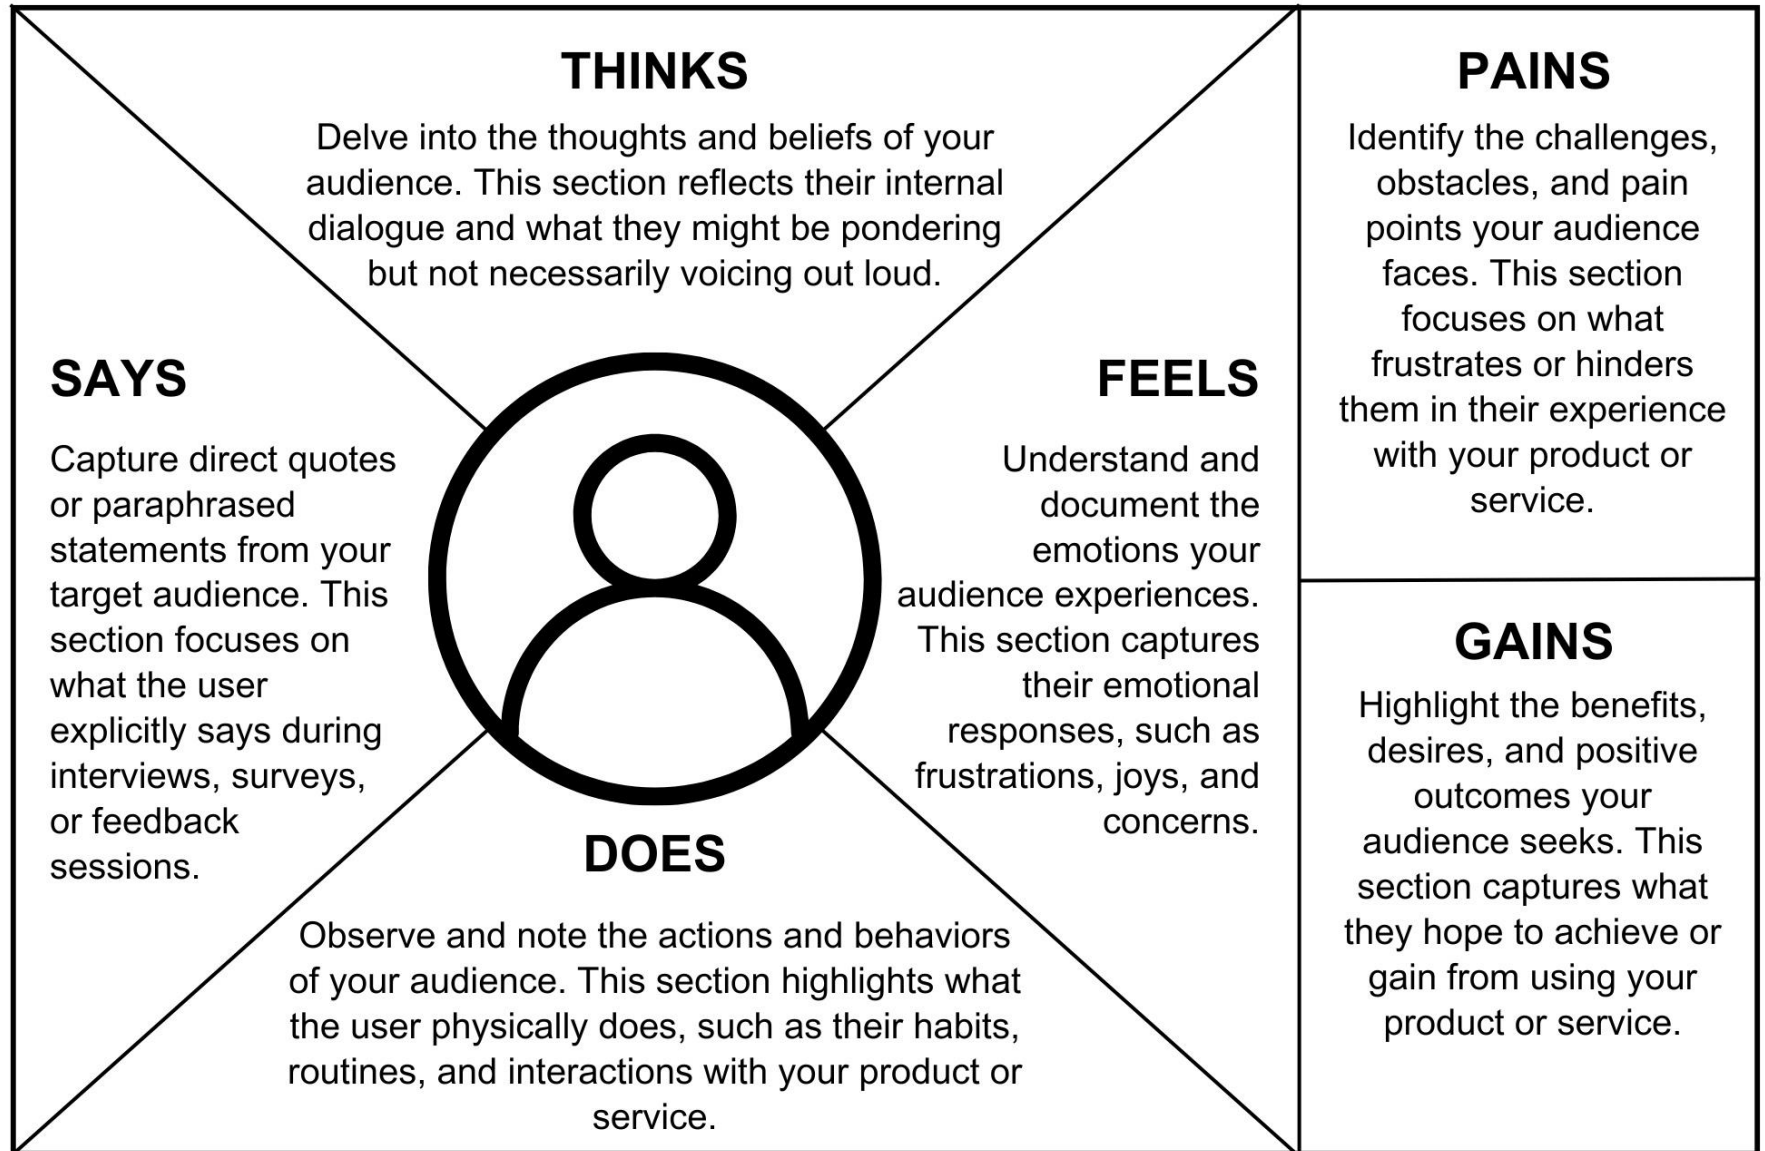 THINKS
Delve into the thoughts and beliefs of your
audience. This section reflects their internal
dialogue and what they might be pondering
but not necessarily voicing out loud.
SAYS
Capture direct quotes
or paraphrased
statements from your
target audience. This
section focuses on
what the user
explicitly says during
interviews, surveys,
or feedback
sessions.
FEELS
Understand and
document the
emotions your
audience experiences.
This section captures
their emotional
responses, such as
frustrations, joys, and
concerns.
DOES
Observe and note the actions and behaviors
of your audience. This section highlights what
the user physically does, such as their habits,
routines, and interactions with your product or
service.
PAINS
Identify the challenges,
obstacles, and pain
points your audience
faces. This section
focuses on what
frustrates or hinders
them in their experience
with your product or
service.
GAINS
Highlight the benefits,
desires, and positive
outcomes your
audience seeks. This
section captures what
they hope to achieve or
gain from using your
product or service.